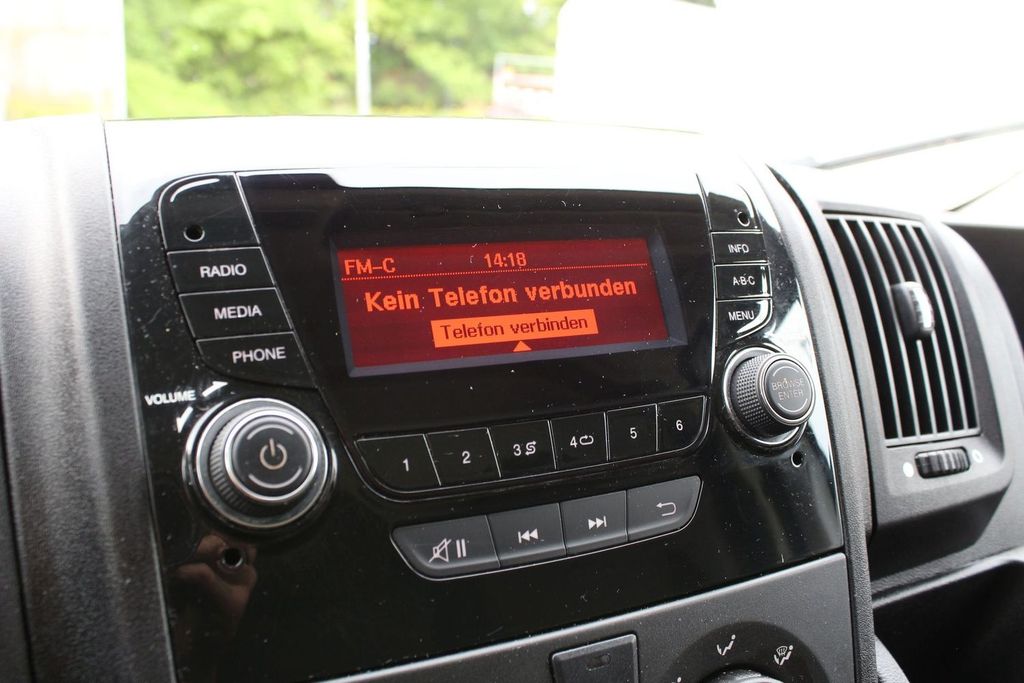 FM-C 14:18
Kein Telefon verbunden
Telefon verbinden
RADIO
MEDIA
PHONE
VOLUME
INFO
A·B·C
MENU
BROWSE
ENTER
1 2 3 4 5 6